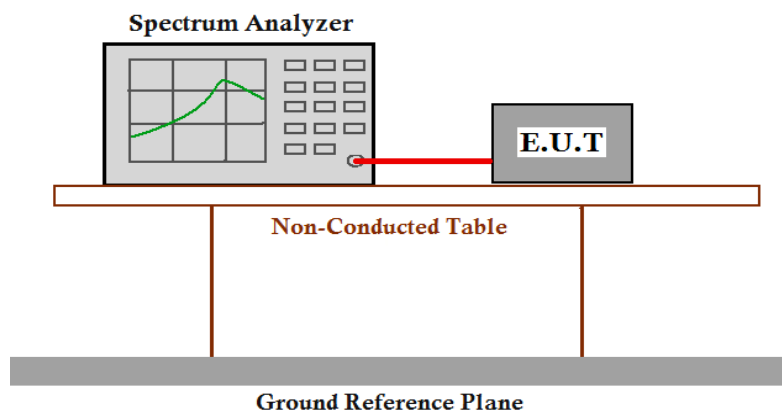 Spectrum Analyzer
E.U.T
Non-Conducted Table
Ground Reference Plane